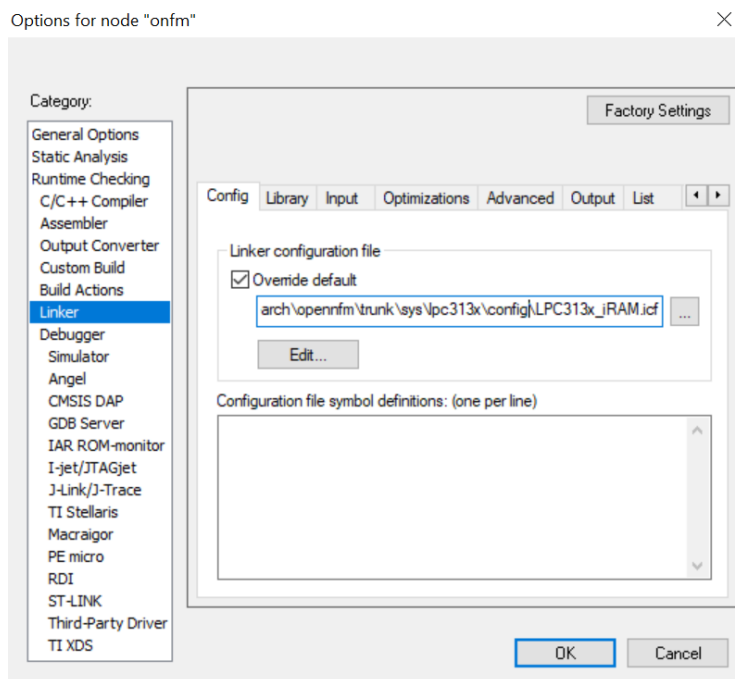 Options for node "onfm"
Category:
General Options
Static Analysis
Runtime Checking
C/C++ Compiler
Assembler
Output Converter
Custom Build
Build Actions
Linker
Debugger
Simulator
Angel
CMSIS DAP
GDB Server
IAR ROM-monitor
I-jet/JTAGjet
J-Link/J-Trace
TI Stellaris
Macraigor
PE micro
RDI
ST-LINK
Third-Party Driver
TI XDS
Factory Settings
Config Library Input Optimizations Advanced Output List
Linker configuration file
Override default
arch\opennfm\trunk\sys\lpc313x\config\LPC313x_iRAM.icf ...
Edit...
Configuration file symbol definitions: (one per line)
OK Cancel